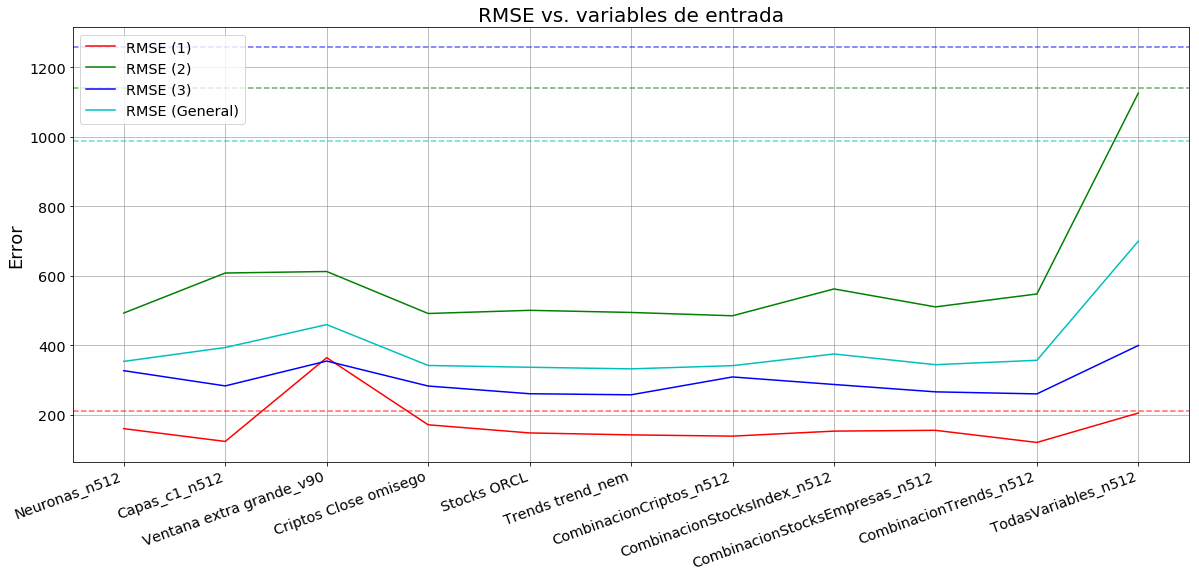 RMSE vs. variables de entrada
RMSE (1)
RMSE (2)
RMSE (3)
RMSE (General)
Error
1200
1000
800
600
400
200
Neuronas_n512
Capas_c1_n512
Ventana extra grande_v90
Criptos Close omisego
Stocks ORCL
Trends trend_nem
CombinacionCriptos_n512
CombinacionStocksIndex_n512
CombinacionStocksEmpresas_n512
CombinacionTrends_n512
TodasVariables_n512